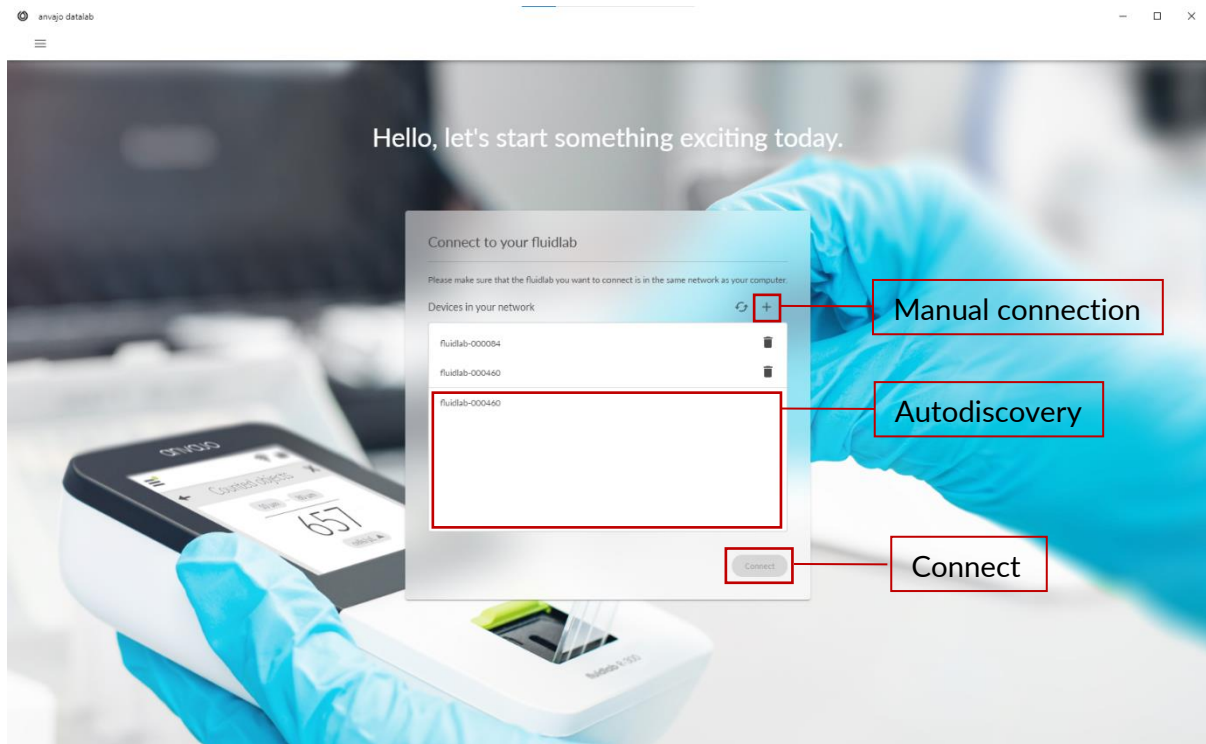 anvajo datalab
Hello, let's start something exciting today.
Connect to your fluidlab
Please make sure that the fluidlab you want to connect is in the same network as your computer.
Devices in your network
Manual connection
fluidlab-000084
fluidlab-000460
fluidlab-000460
Autodiscovery
Connect
Connect
anvajo
Counted objects
657
fluidlab R-300